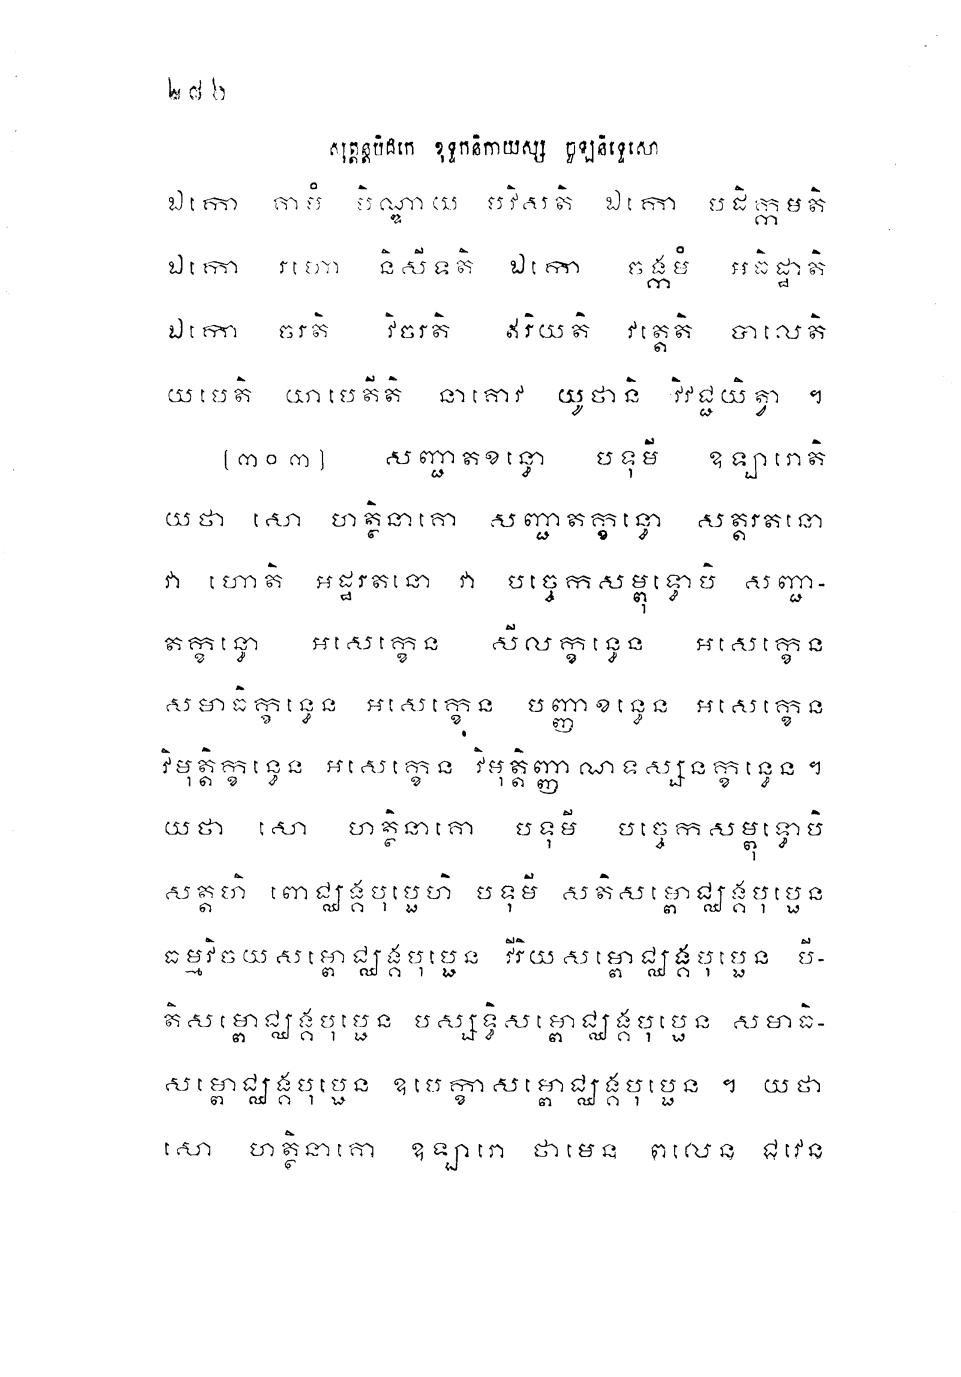 ២៨៦
សុត្តន្តបិដកេ ខុទ្ទកនិកាយស្ស ចូឡនិទ្ទេសោ
ឯកោ គាមំ បិណ្ឌាយ បវិសតិ ឯកោ បដិក្កមតិ
ឯកោ រហោ និសីទតិ ឯកោ ចង្កមំ អធិដ្ឋាតិ
ឯកោ ចរតិ វិចរតិ ឥរិយតិ វត្តេតិ បាលេតិ
យបេតិ យាបេតីតិ នាគោវ យូថានិ វិវជ្ជយិត្វា ។
[៣០៣] សញ្ជាតខន្ធោ បទុមី ឧឡារោតិ
យថា សោ ហត្ថិនាគោ សញ្ជាតក្ខន្ធោ សត្តរតនោ
វា ហោតិ អដ្ឋរតនោ វា បច្ចេកសម្ពុទ្ធោបិ សញ្ជា-
តក្ខន្ធោ អសេក្ខេន សីលក្ខន្ធេន អសេក្ខេន
សមាធិក្ខន្ធេន អសេក្ខេន បញ្ញាខន្ធេន អសេក្ខេន
វិមុត្តិក្ខន្ធេន អសេក្ខេន វិមុត្តិញ្ញាណទស្សនក្ខន្ធេន ។
យថា សោ ហត្ថិនាគោ បទុមី បច្ចេកសម្ពុទ្ធោបិ
សត្តហិ ពោជ្ឈង្គបុប្ផេហិ បទុមី សតិសម្ពោជ្ឈង្គបុប្ផេន
ធម្មវិចយសម្ពោជ្ឈង្គបុប្ផេន វីរិយសម្ពោជ្ឈង្គបុប្ផេន បី-
តិសម្ពោជ្ឈង្គបុប្ផេន បស្សទ្ធិសម្ពោជ្ឈង្គបុប្ផេន សមាធិ-
សម្ពោជ្ឈង្គបុប្ផេន ឧបេក្ខាសម្ពោជ្ឈង្គបុប្ផេន ។ យថា
សោ ហត្ថិនាគោ ឧឡារោ ថាមេន ពលេន ជវេន